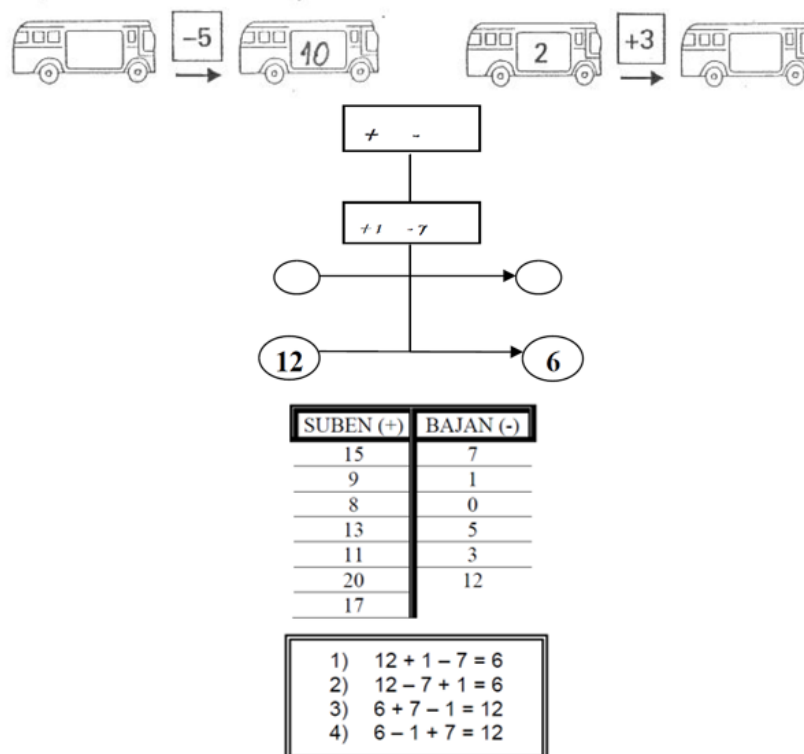 -5 10 2 +3
+ -
+1 -7
12 6
SUBEN (+) BAJAN (-)
15 7
9 1
8 0
13 5
11 3
20 12
17
1) 12 + 1 – 7 = 6
2) 12 – 7 + 1 = 6
3) 6 + 7 – 1 = 12
4) 6 – 1 + 7 = 12